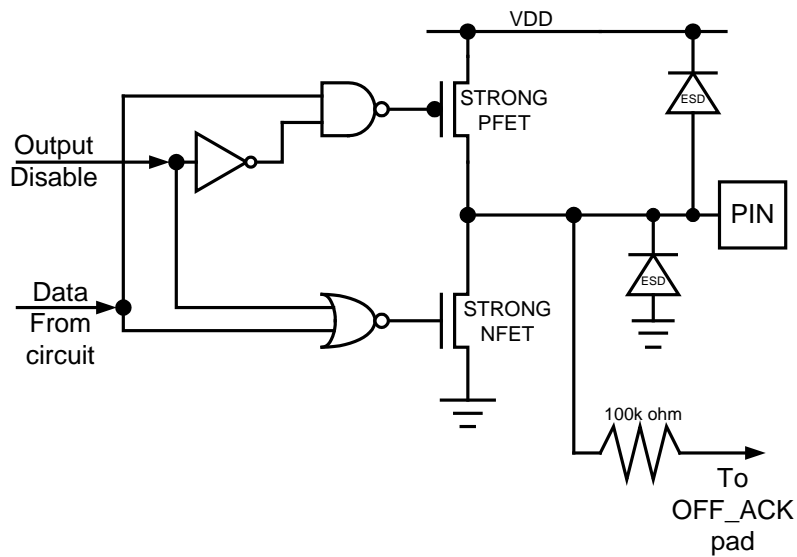 VDD
STRONG
PFET
ESD
Output
Disable
PIN
ESD
Data
From
circuit
STRONG
NFET
100k ohm
To
OFF_ACK
pad